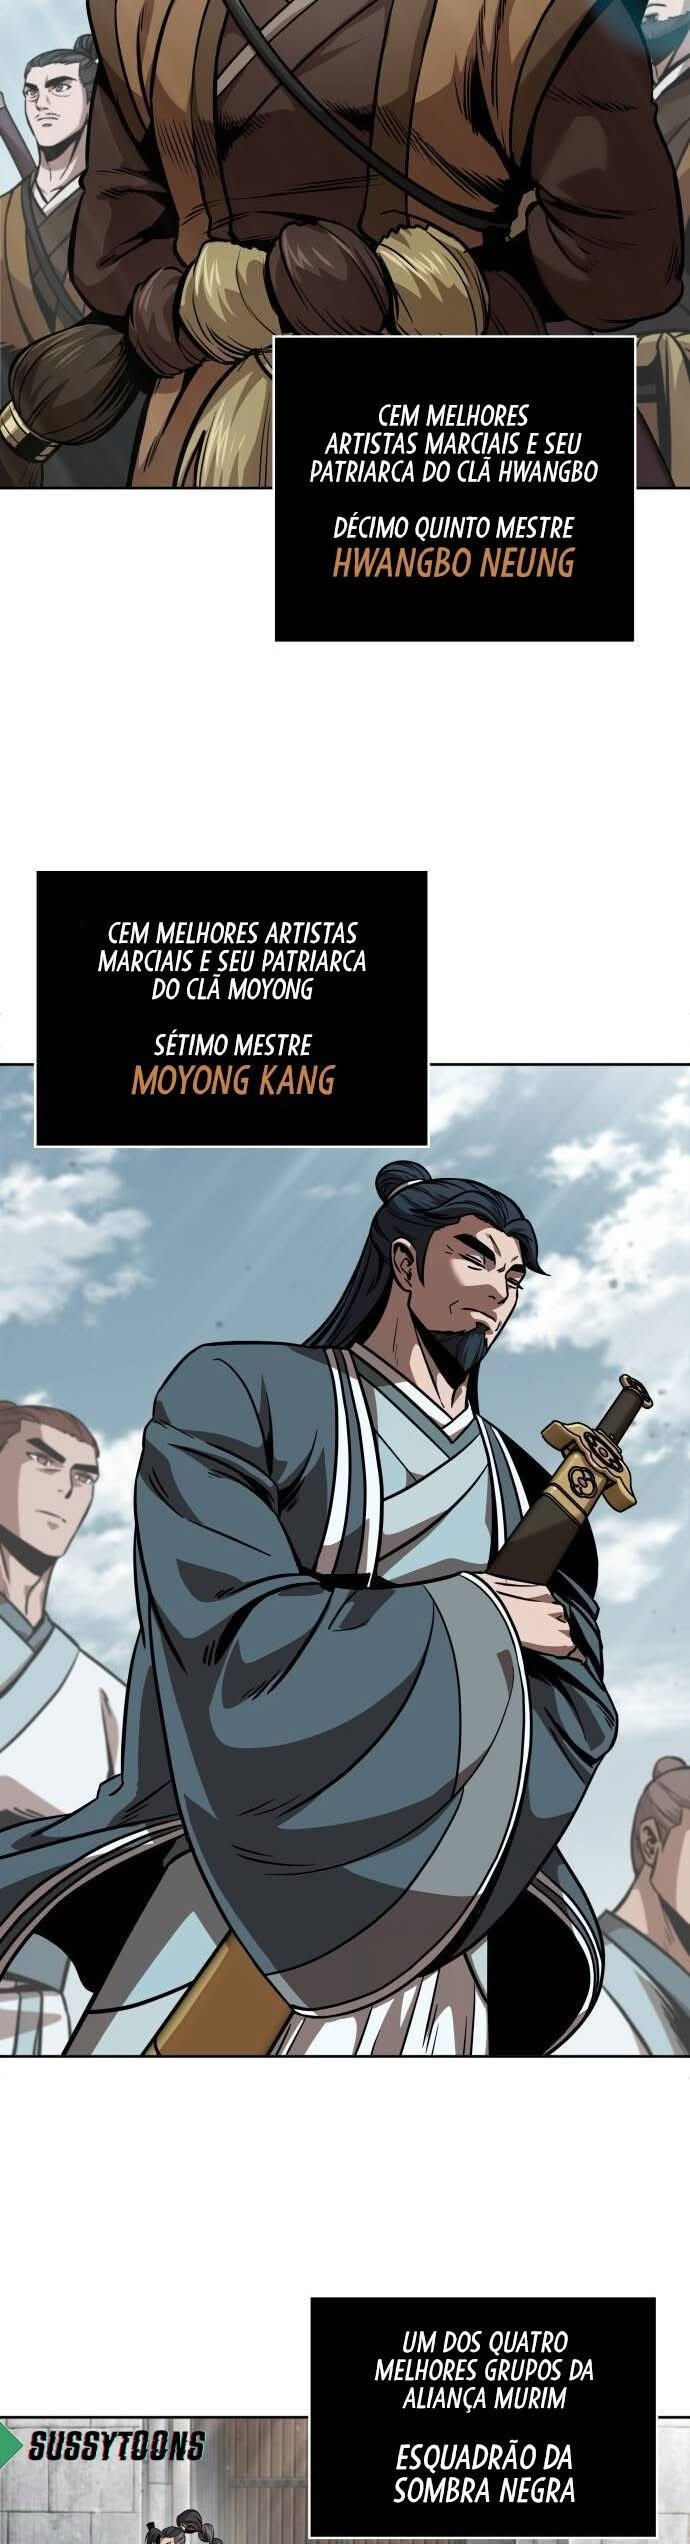 CEM MELHORES
ARTISTAS MARCIAIS E SEU
PATRIARCA DO CLÃ HWANGBO
DÉCIMO QUINTO MESTRE
HWANGBO NEUNG
CEM MELHORES ARTISTAS
MARCIAIS E SEU PATRIARCA
DO CLÃ MOYONG
SÉTIMO MESTRE
MOYONG KANG
UM DOS QUATRO
MELHORES GRUPOS DA
ALIANÇA MURIM
ESQUADRÃO DA
SOMBRA NEGRA
SUSSYTOONS